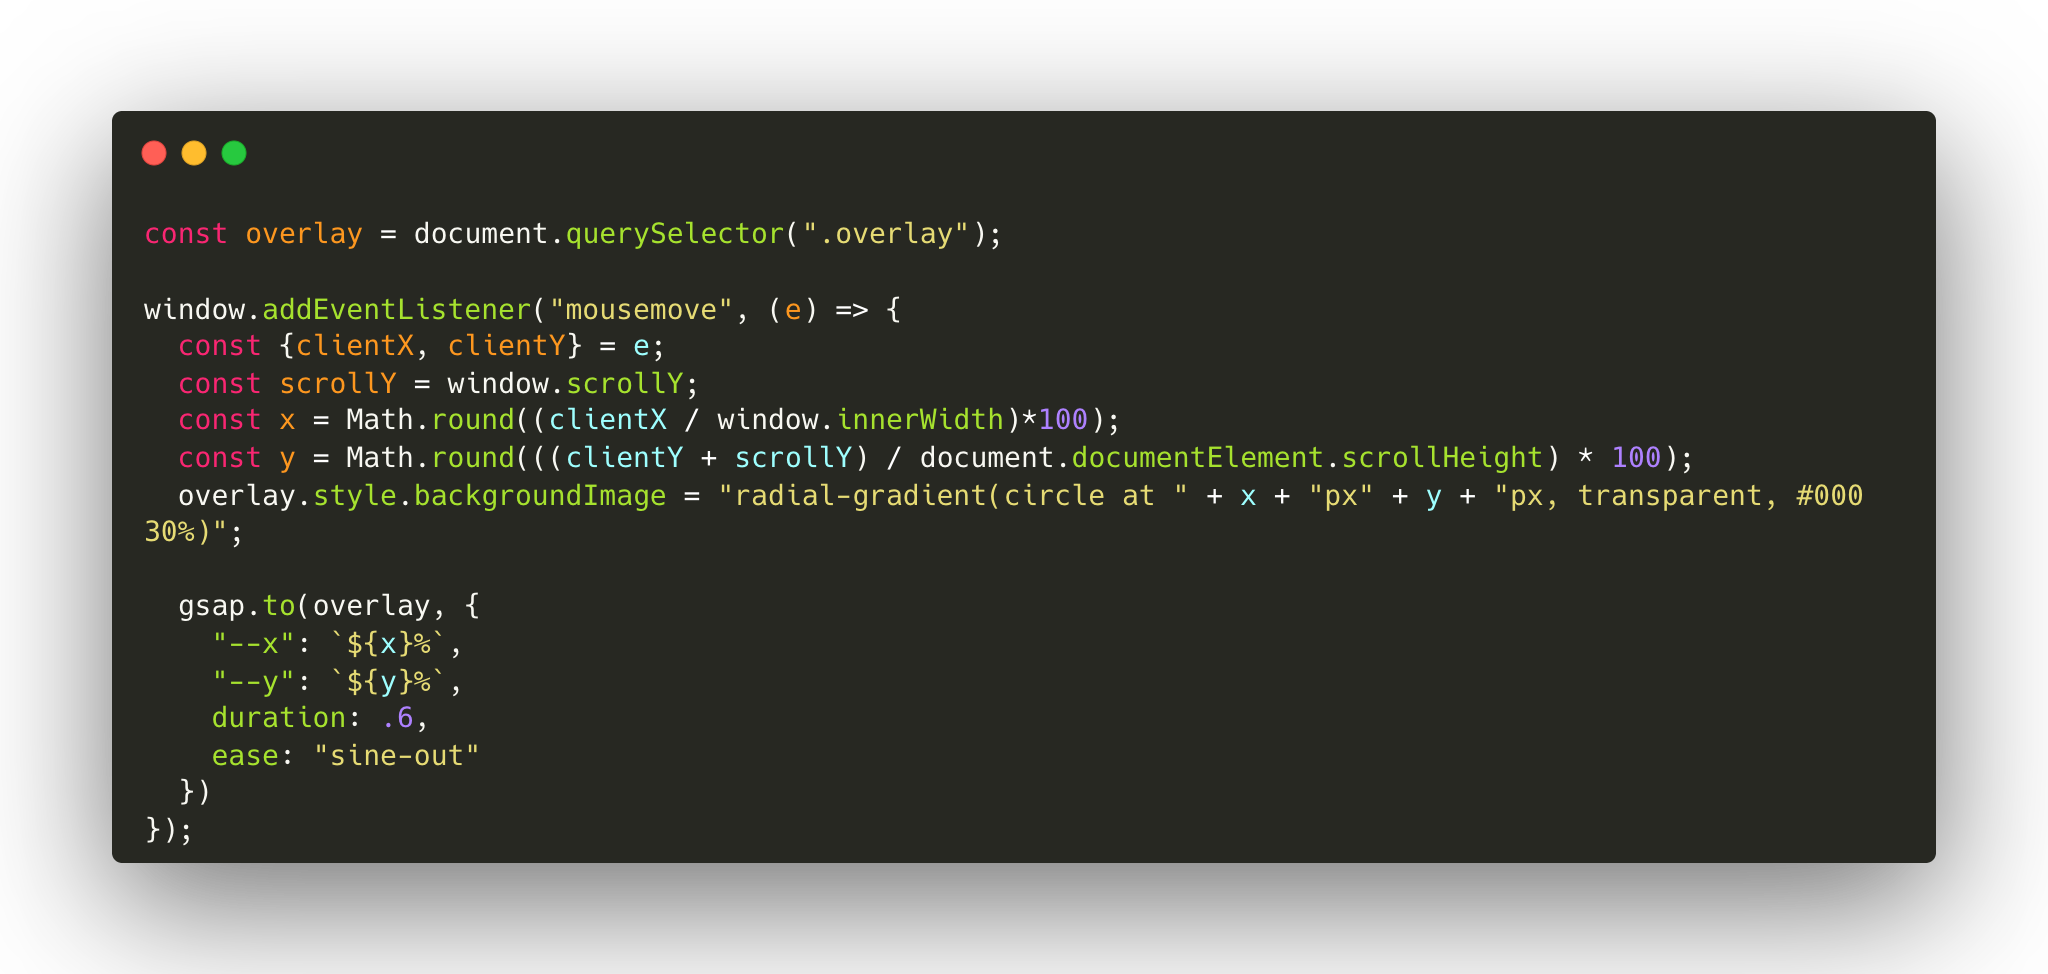 const overlay = document.querySelector(".overlay");
window.addEventListener("mousemove", (e) => {
  const {clientX, clientY} = e;
  const scrollY = window.scrollY;
  const x = Math.round((clientX / window.innerWidth)*100);
  const y = Math.round(((clientY + scrollY) / document.documentElement.scrollHeight) * 100);
  overlay.style.backgroundImage = "radial-gradient(circle at " + x + "px" + y + "px, transparent, #000
30%)";
  gsap.to(overlay, {
    "--x": `${x}%`,
    "--y": `${y}%`,
    duration: .6,
    ease: "sine-out"
  })
});